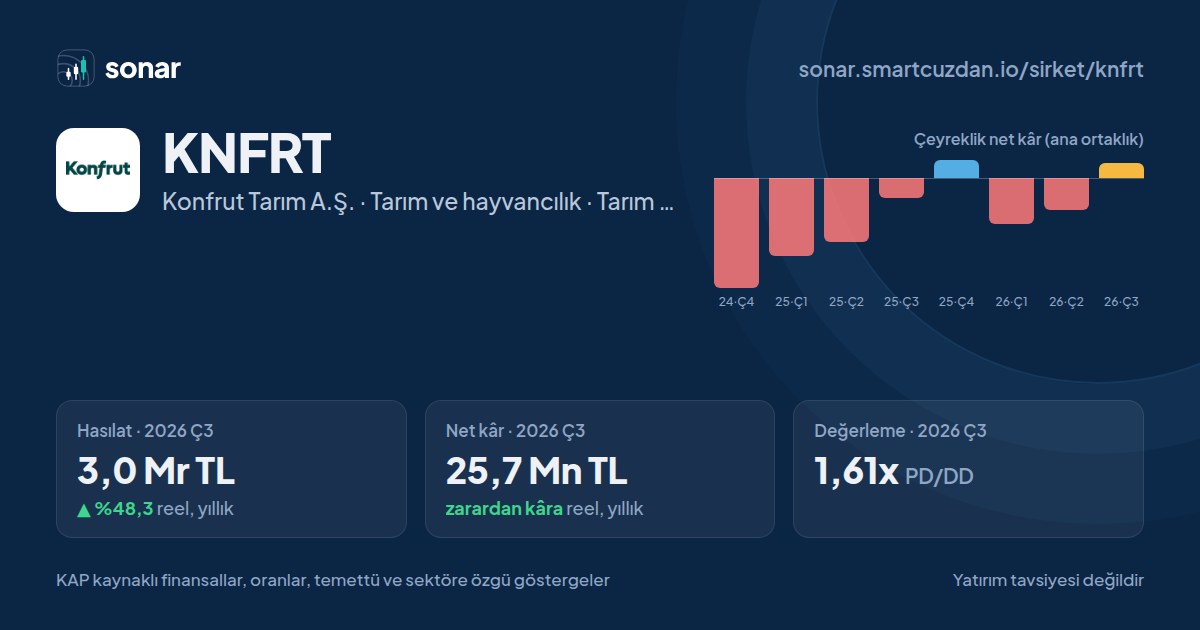 sonar
sonar.smartcuzdan.io/sirket/knfrt
Konfrut
KNFRT
Konfrut Tarım A.Ş. · Tarım ve hayvancılık · Tarım ...
Çeyreklik net kâr (ana ortaklık)
24·Ç4 25·Ç1 25·Ç2 25·Ç3 25·Ç4 26·Ç1 26·Ç2 26·Ç3
Hasılat · 2026 Ç3
3,0 Mr TL
▲ %48,3 reel, yıllık
Net kâr · 2026 Ç3
25,7 Mn TL
zarardan kâra reel, yıllık
Değerleme · 2026 Ç3
1,61x PD/DD
KAP kaynaklı finansallar, oranlar, temettü ve sektöre özgü göstergeler
Yatırım tavsiyesi değildir